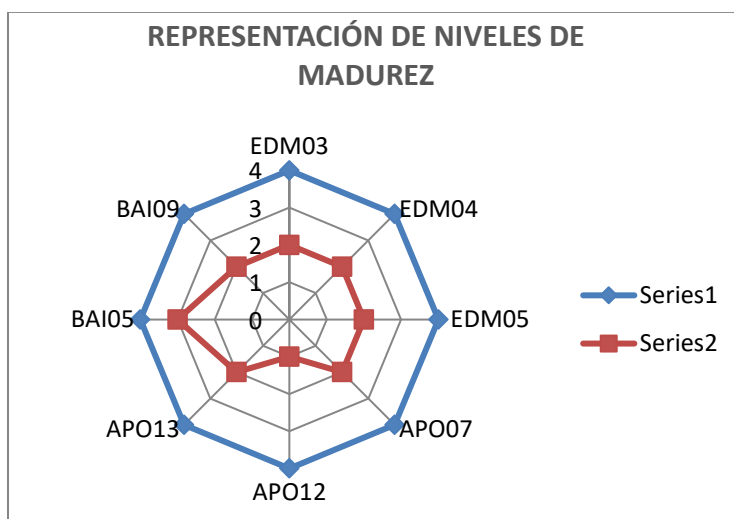 REPRESENTACIÓN DE NIVELES DE
MADUREZ
EDM03
4
BAI09
3
EDM04
2
1
BAI05
0
EDM05
Series1
Series2
APO13
APO07
APO12